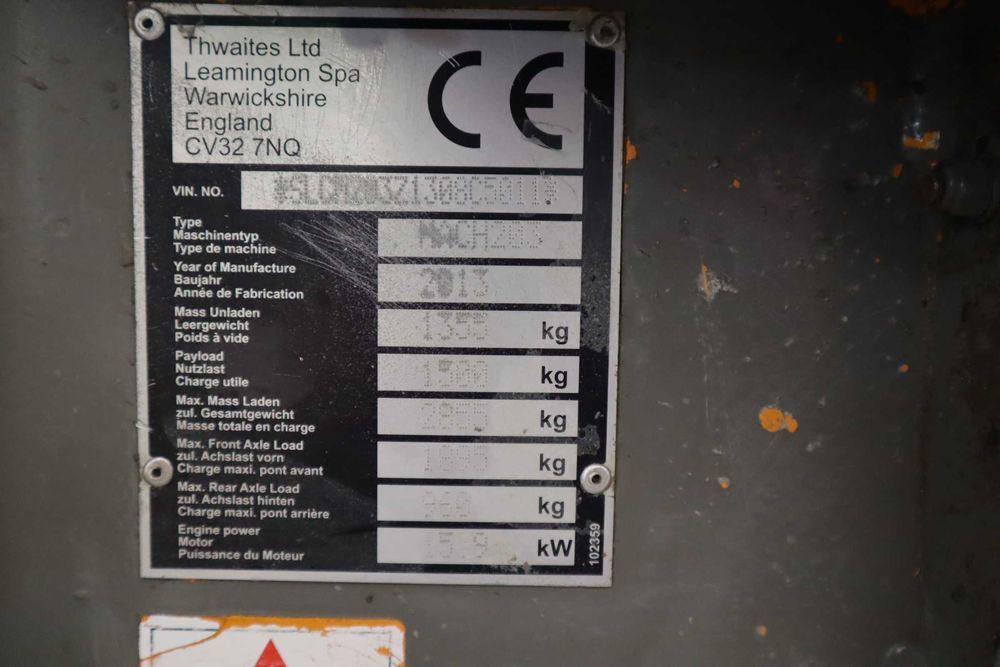 Thwaites Ltd
Leamington Spa
Warwickshire
England
CV32 7NQ
CE
VIN. NO.
Type
Maschinentyp
Type de machine
MACH203
Year of Manufacture
Baujahr
Année de Fabrication
2013
Mass Unladen
Leergewicht
Poids à vide
1355 kg
Payload
Nutzlast
Charge utile
1500 kg
Max. Mass Laden
zul. Gesamtgewicht
Masse totale en charge
kg
Max. Front Axle Load
zul. Achslast vorn
Charge maxi. pont avant
kg
Max. Rear Axle Load
zul. Achslast hinten
Charge maxi. pont arrière
960 kg
Engine power
Motor
Puissance du Moteur
kW
102359